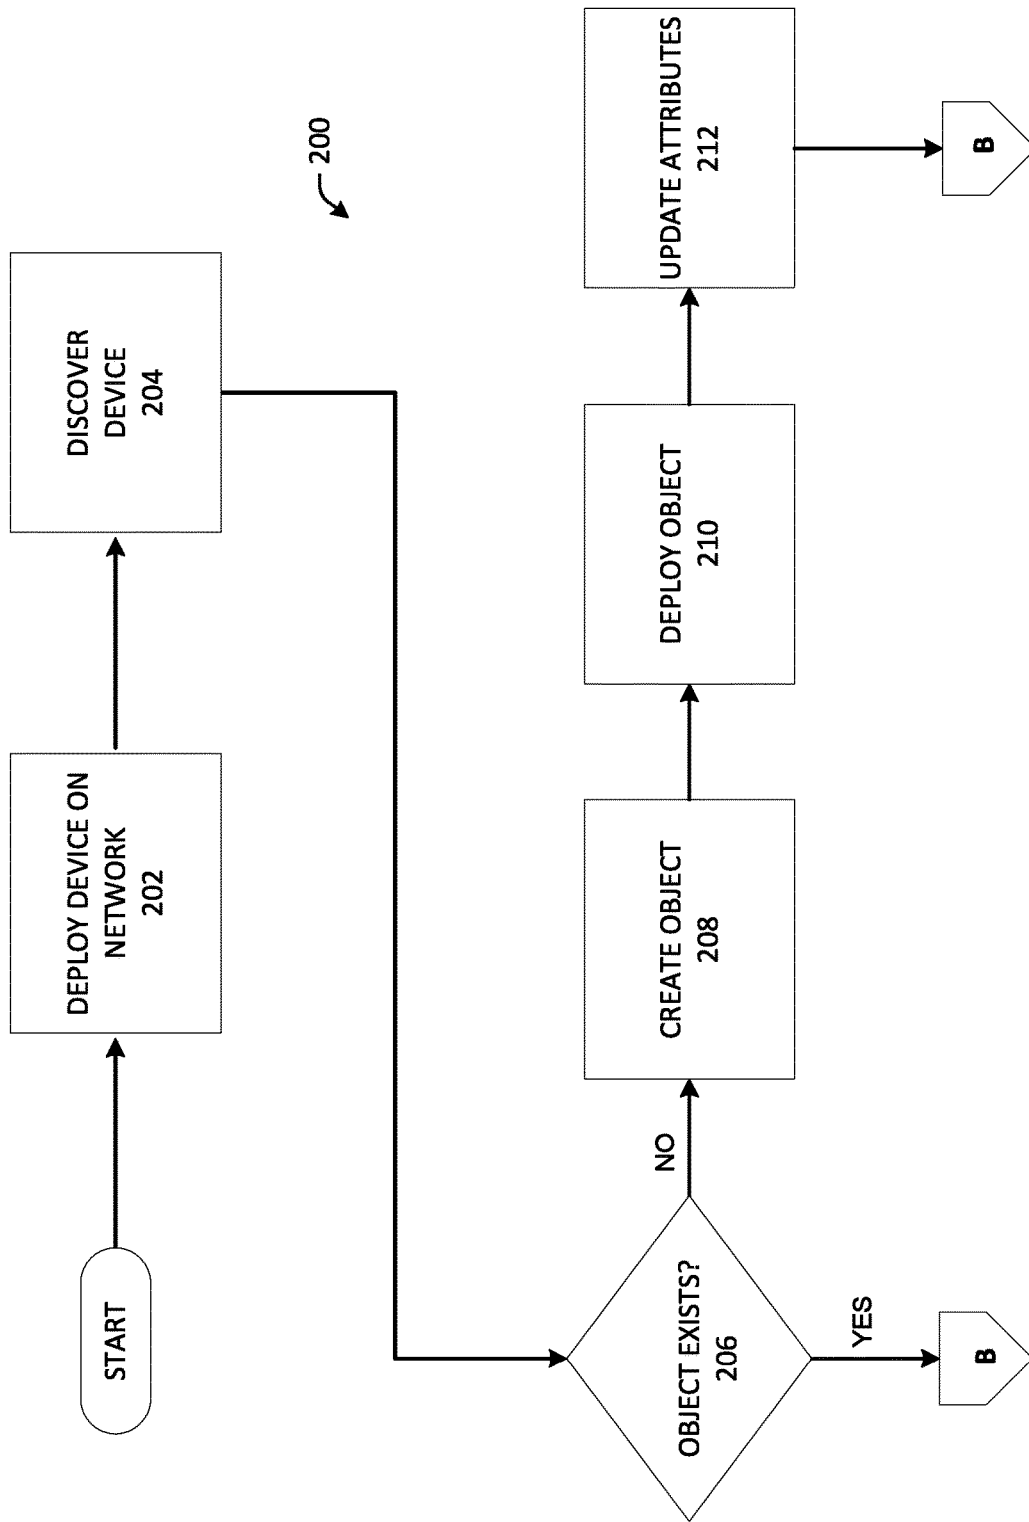 START
DEPLOY DEVICE ON
NETWORK
202
DISCOVER
DEVICE
204
200
OBJECT EXISTS?
206
NO
YES
CREATE OBJECT
208
DEPLOY OBJECT
210
UPDATE ATTRIBUTES
212
B
B